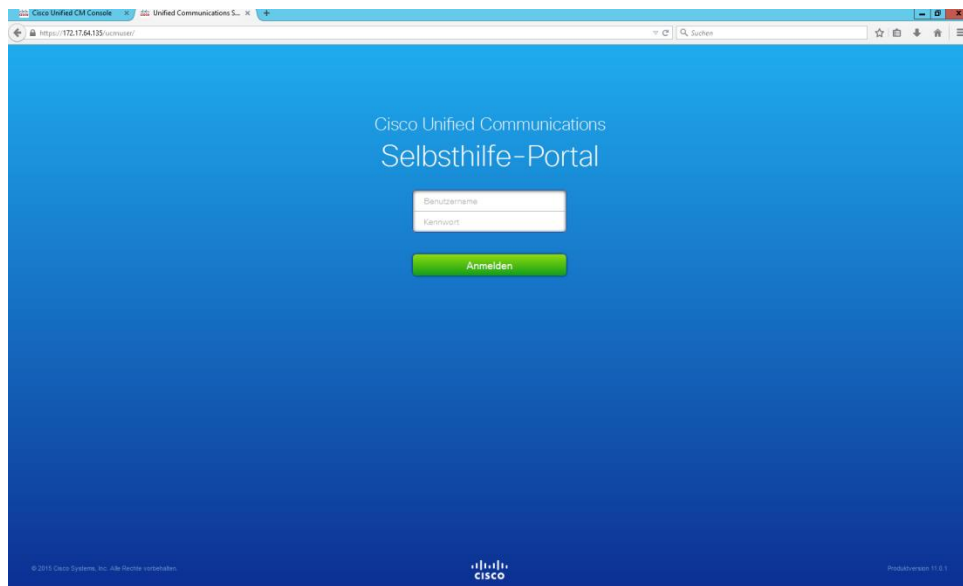 Cisco Unified CM Console
Unified Communications S...
https://172.17.64.135/ucmuser/
Suchen
Cisco Unified Communications
Selbsthilfe-Portal
Benutzername
Kennwort
Anmelden
© 2015 Cisco Systems, Inc. Alle Rechte vorbehalten.
CISCO
Produktversion 11.0.1